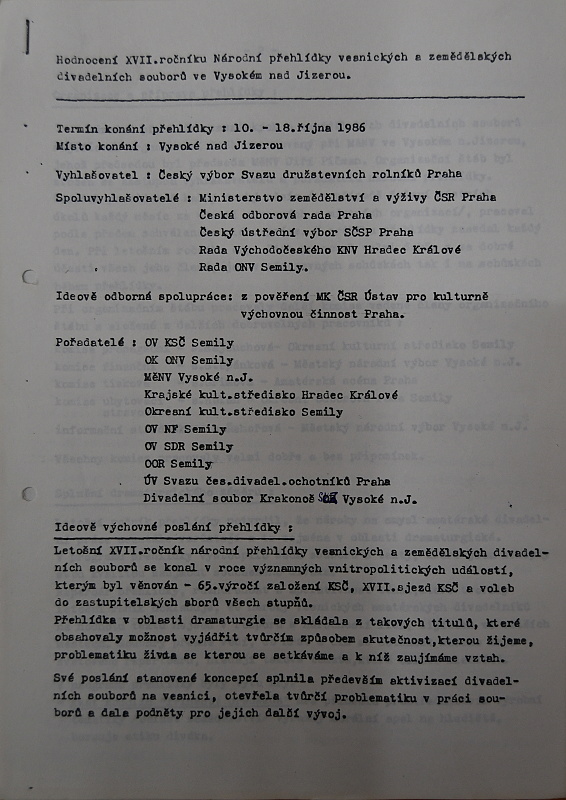 Hodnocení XVII.ročníku Národní přehlídky vesnických a zemědělských
divadelních souborů ve Vysokém nad Jizerou.
Termín konání přehlídky : 10. - 18.října 1986
Místo konání : Vysoké nad Jizerou
Vyhlašovatel : Český výbor Svazu družstevních rolníků Praha
Spoluvyhlašovatelé : Ministerstvo zemědělství a výživy ČSR Praha
Česká odborová rada Praha
Český ústřední výbor SČSP Praha
Rada Východočeského KNV Hradec Králové
Rada ONV Semily.
Ideově odborná spolupráce: z pověření MK ČSR Ústav pro kulturně
výchovnou činnost Praha.
Pořadatelé : OV KSČ Semily
OK ONV Semily
MěNV Vysoké n.J.
Krajské kult.středisko Hradec Králové
Okresní kult.středisko Semily
OV NF Semily
OV SDR Semily
OOR Semily
ÚV Svazu čes.divadel.ochotníků Praha
Divadelní soubor Krakonoš Vysoké n.J.
Ideově výchovné poslání přehlídky :
Letošní XVII.ročník národní přehlídky vesnických a zemědělských divadel-
ních souborů se konal v roce významných vnitropolitických událostí,
kterým byl věnován - 65.výročí založení KSČ, XVII.sjezd KSČ a voleb
do zastupitelských sborů všech stupňů.
Přehlídka v oblasti dramaturgie se skládala z takových titulů, které
obsahovaly možnost vyjádřit tvůrčím způsobem skutečnost,kterou žijeme,
problematiku života se kterou se setkáváme a k níž zaujímáme vztah.
Své poslání stanovené koncepcí splnila především aktivizací divadel-
ních souborů na vesnici, otevřela tvůrčí problematiku v práci sou-
borů a dala podněty pro jejich dalčí vývoj.